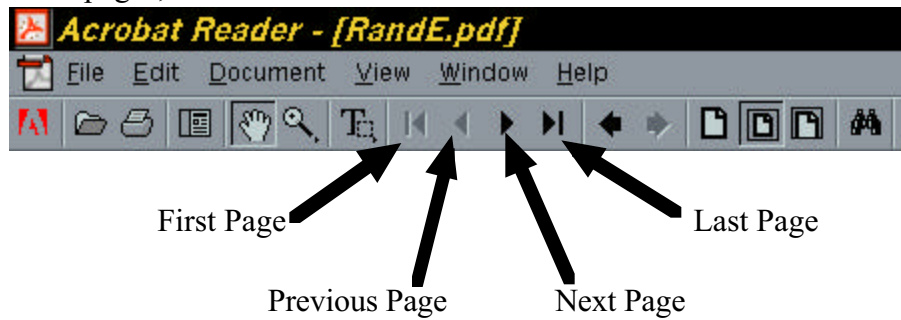 Acrobat Reader - [RandE.pdf]
File Edit Document View Window Help
First Page
Last Page
Previous Page
Next Page